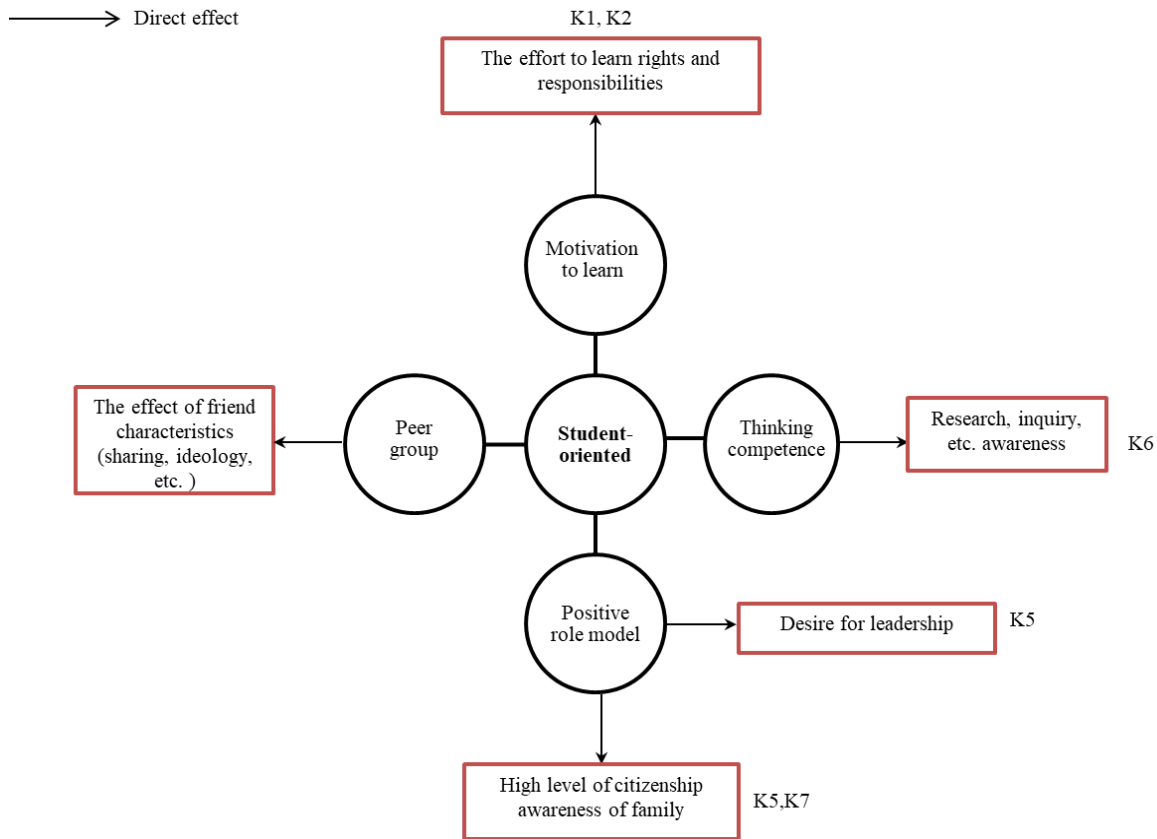 Direct effect
K1, K2
The effort to learn rights and
responsibilities
Motivation
to learn
The effect of friend
characteristics
(sharing, ideology,
etc. )
Peer
group
Student-
oriented
Thinking
competence
Research, inquiry,
etc. awareness
K6
Positive
role model
Desire for leadership
K5
High level of citizenship
awareness of family
K5,K7